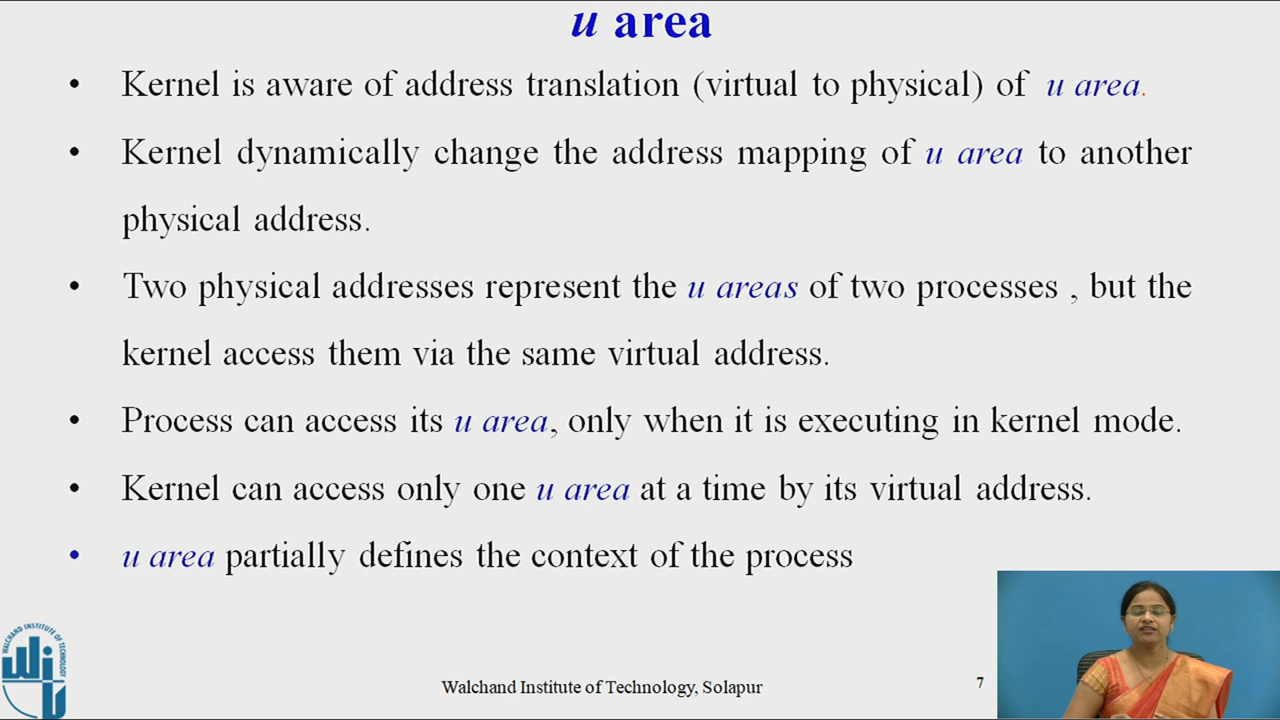 u area
• Kernel is aware of address translation (virtual to physical) of u area.
• Kernel dynamically change the address mapping of u area to another
physical address.
• Two physical addresses represent the u areas of two processes , but the
kernel access them via the same virtual address.
• Process can access its u area, only when it is executing in kernel mode.
• Kernel can access only one u area at a time by its virtual address.
• u area partially defines the context of the process
WALCHAND INSTITUTE OF TECHNOLOGY
Walchand Institute of Technology, Solapur
7